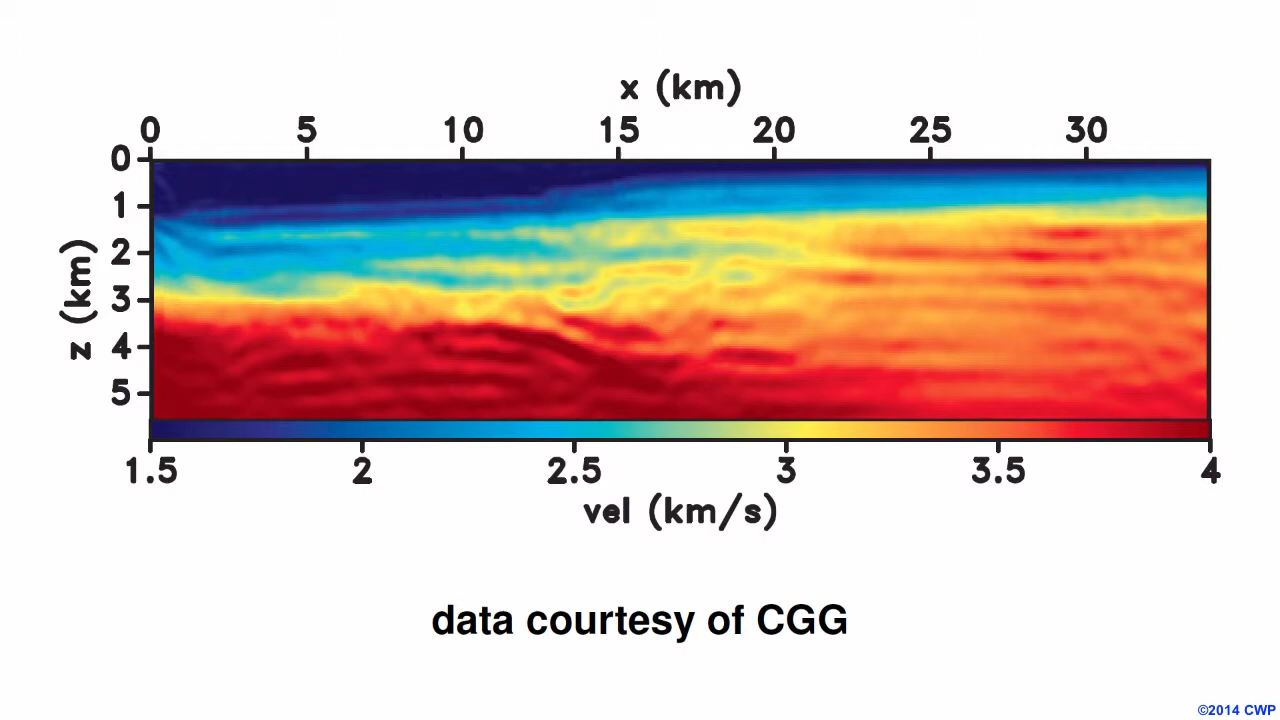 x (km)
0 5 10 15 20 25 30
0
1
2
3
4
5
z (km)
1.5 2 2.5 3 3.5 4
vel (km/s)
data courtesy of CGG
©2014 CWP